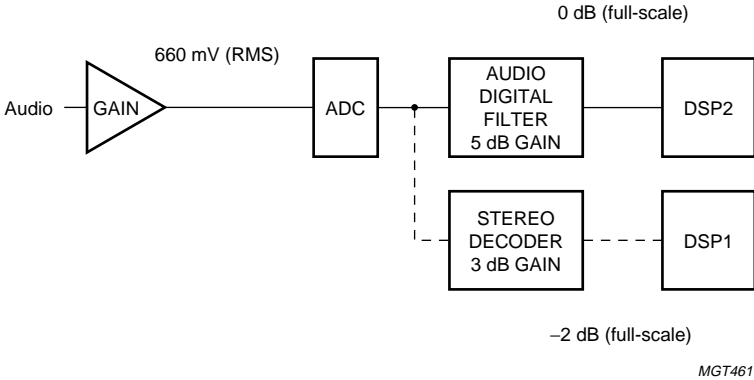 0 dB (full-scale)
660 mV (RMS)
Audio
GAIN
ADC
AUDIO
DIGITAL
FILTER
5 dB GAIN
DSP2
STEREO
DECODER
3 dB GAIN
DSP1
−2 dB (full-scale)
MGT461